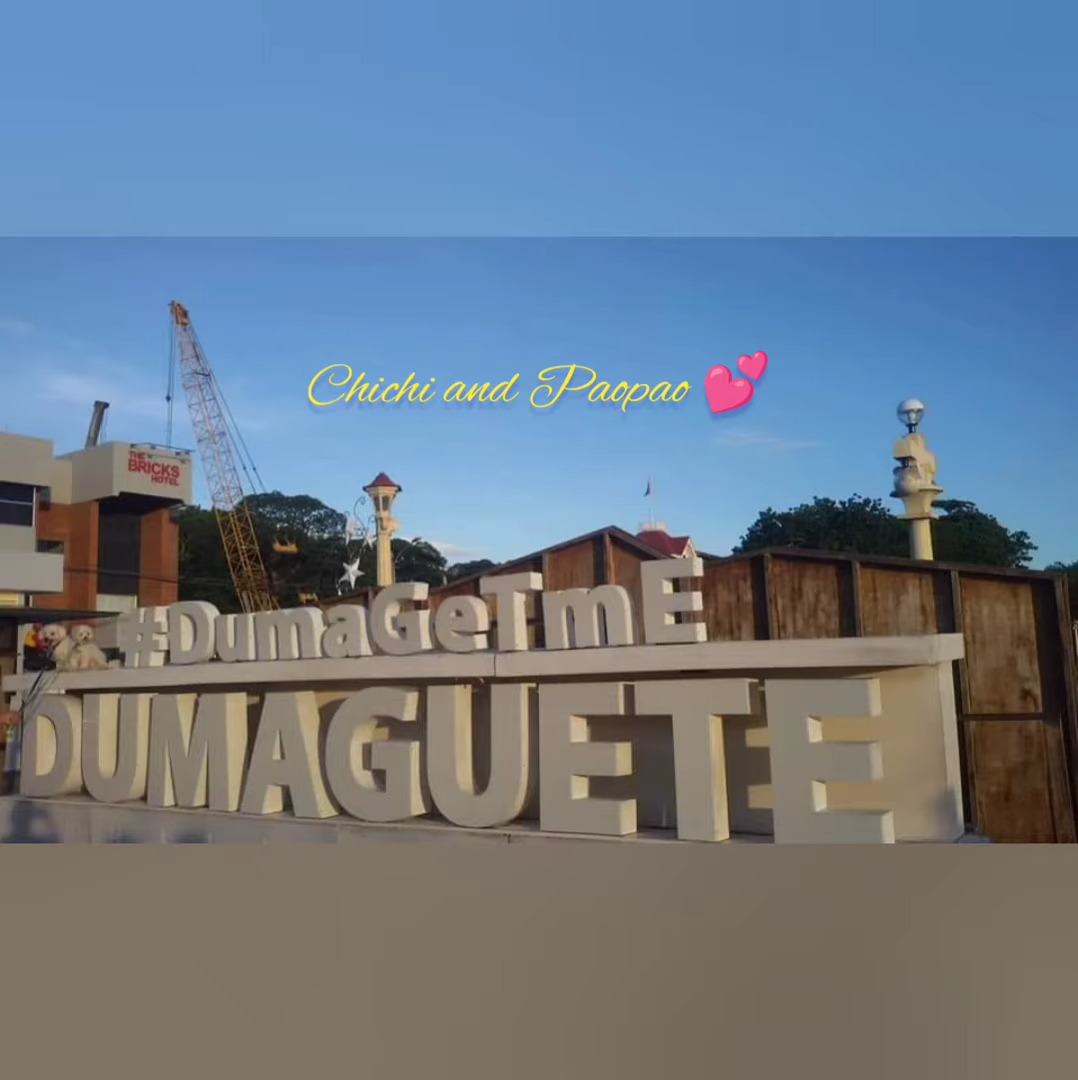 Chichi and Paopao 💕
THE
BRICKS
HOTEL
#DumaGeTmE
DUMAGUETE